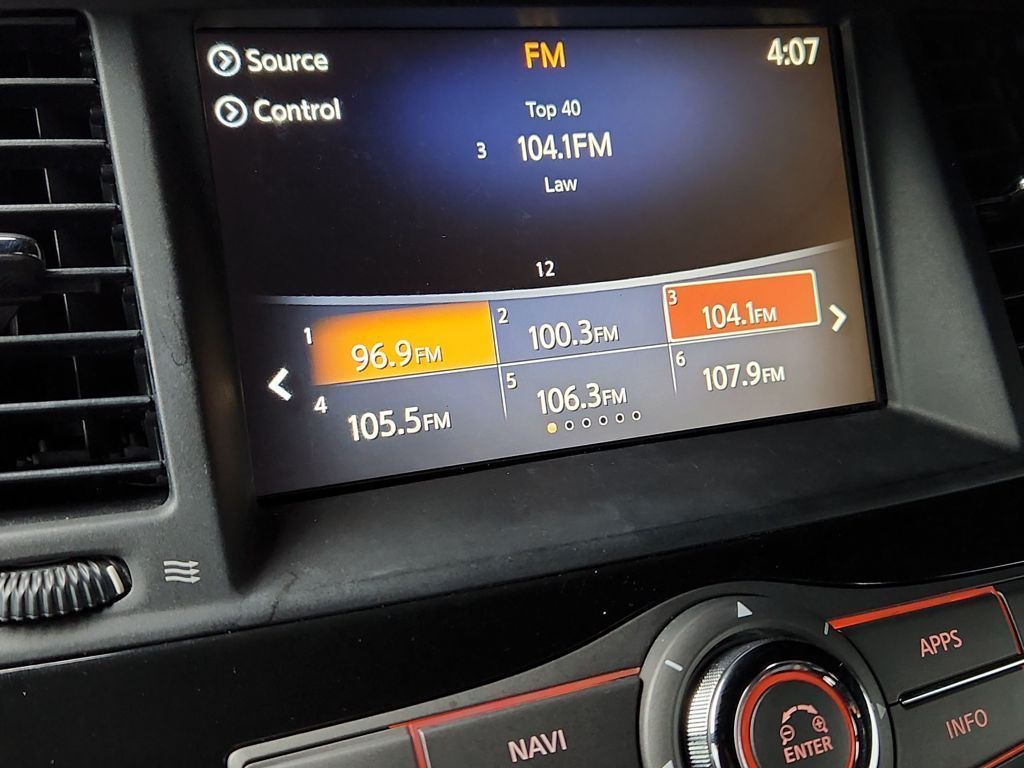 Source
FM
4:07
Control
Top 40
3 104.1FM
Law
12
1 96.9FM
2 100.3FM
3 104.1FM
4 105.5FM
5 106.3FM
6 107.9FM
APPS
NAVI
ENTER
INFO